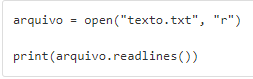 arquivo = open("texto.txt", "r")
print(arquivo.readlines())